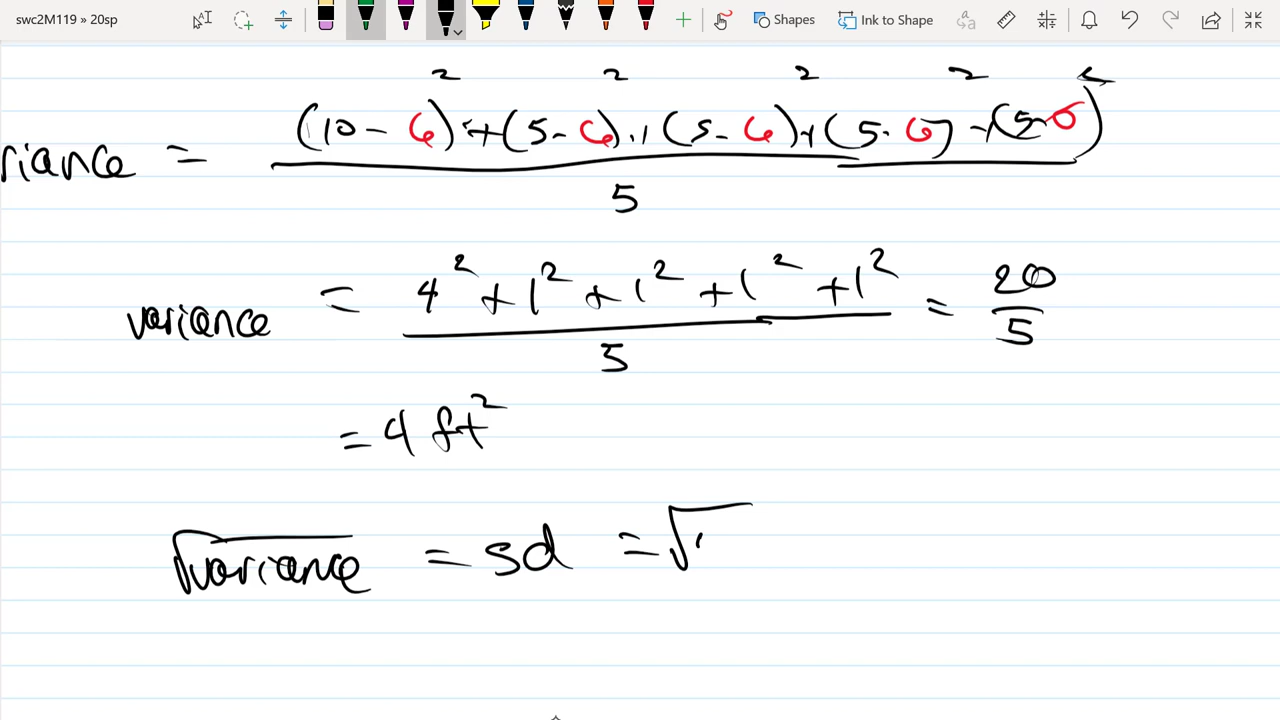 swc2M119 » 20sp Shapes Ink to Shape
riance = (10 - 6)² + (5 - 6)² + (5 - 6)² + (5 - 6)² + (5 - 6)² / 5
variance = 4² + 1² + 1² + 1² + 1² / 5 = 20 / 5
= 4 ft²
√variance = sd = √